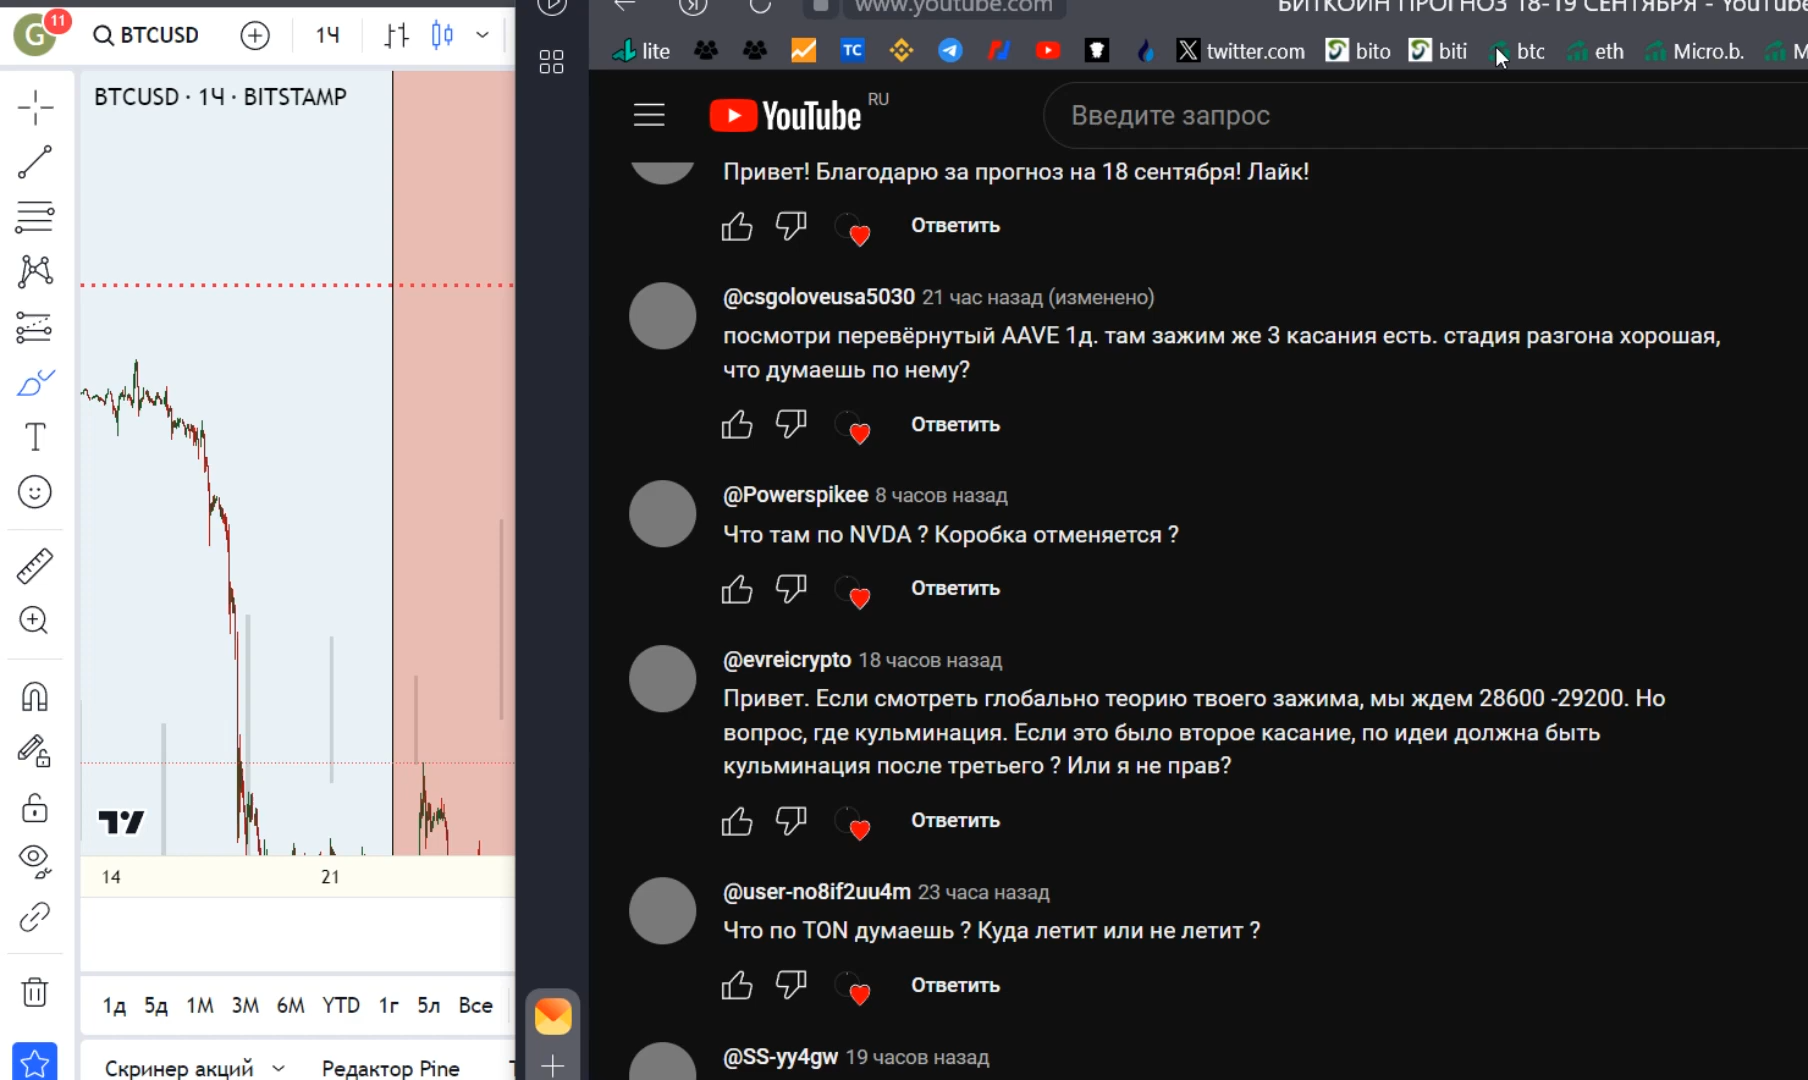 G
11
BTCUSD
1Ч
www.youtube.com
БИТКОИН ПРОГНОЗ 18-19 СЕНТЯБРЯ - YouTube
lite
TC
twitter.com
bito
biti
btc
eth
Micro.b.
BTCUSD · 1Ч · BITSTAMP
YouTube
RU
Введите запрос
Привет! Благодарю за прогноз на 18 сентября! Лайк!
Ответить
@csgoloveusa5030 21 час назад (изменено)
посмотри перевёрнутый AAVE 1д. там зажим же 3 касания есть. стадия разгона хорошая,
что думаешь по нему?
Ответить
@Powerspikee 8 часов назад
Что там по NVDA ? Коробка отменяется ?
Ответить
@evreicrypto 18 часов назад
Привет. Если смотреть глобально теорию твоего зажима, мы ждем 28600 -29200. Но
вопрос, где кульминация. Если это было второе касание, по идеи должна быть
кульминация после третьего ? Или я не прав?
Ответить
@user-no8if2uu4m 23 часа назад
Что по TON думаешь ? Куда летит или не летит ?
Ответить
@SS-yy4gw 19 часов назад
14
21
1д 5д 1М 3М 6М YTD 1г 5л Все
Скринер акций
Редактор Pine